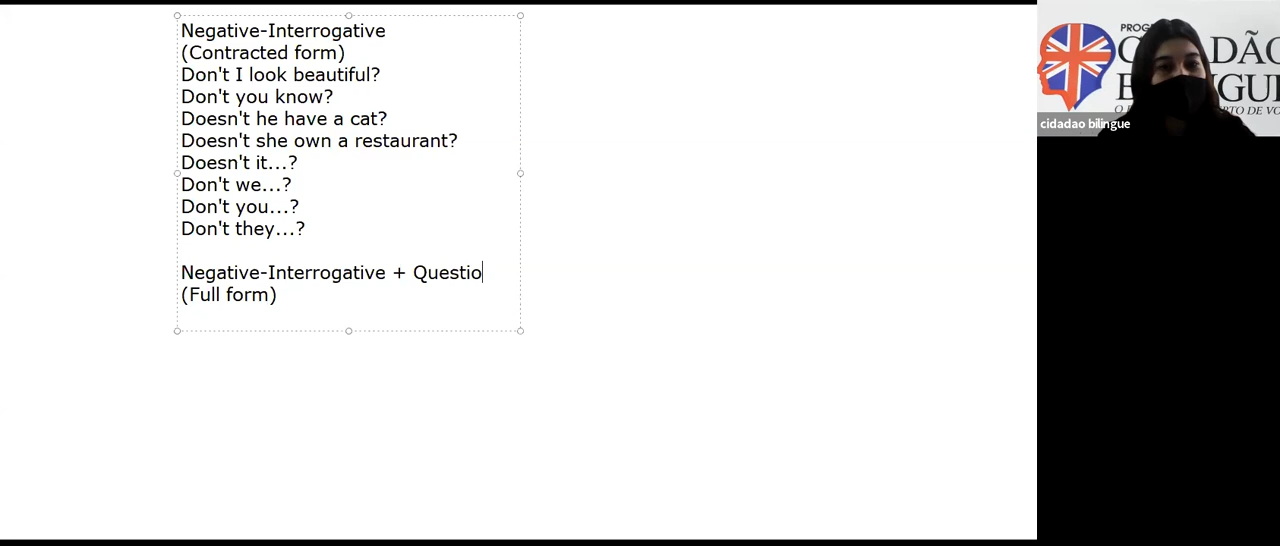 Negative-Interrogative
(Contracted form)
Don't I look beautiful?
Don't you know?
Doesn't he have a cat?
Doesn't she own a restaurant?
Doesn't it...?
Don't we...?
Don't you...?
Don't they...?
Negative-Interrogative + Questio
(Full form)
cidadao bilingue